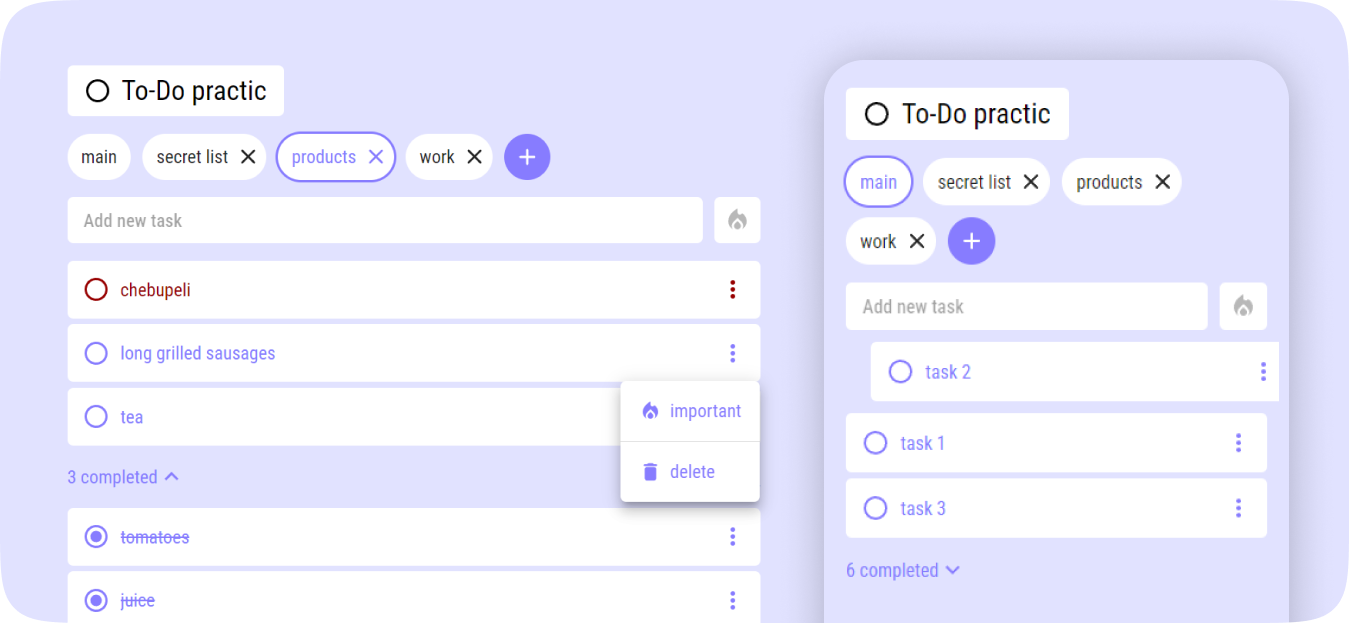 To-Do practic
main secret list products work
Add new task
chebupeli
long grilled sausages
tea
important
delete
3 completed
tomatoes
juice
To-Do practic
main secret list products
work
Add new task
task 2
task 1
task 3
6 completed